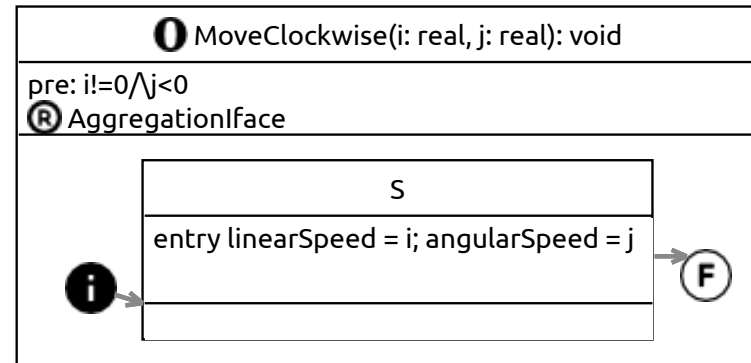 O MoveClockwise(i: real, j: real): void
pre: i!=0/\j<0
R AggregationIface
S
entry linearSpeed = i; angularSpeed = j
i
F